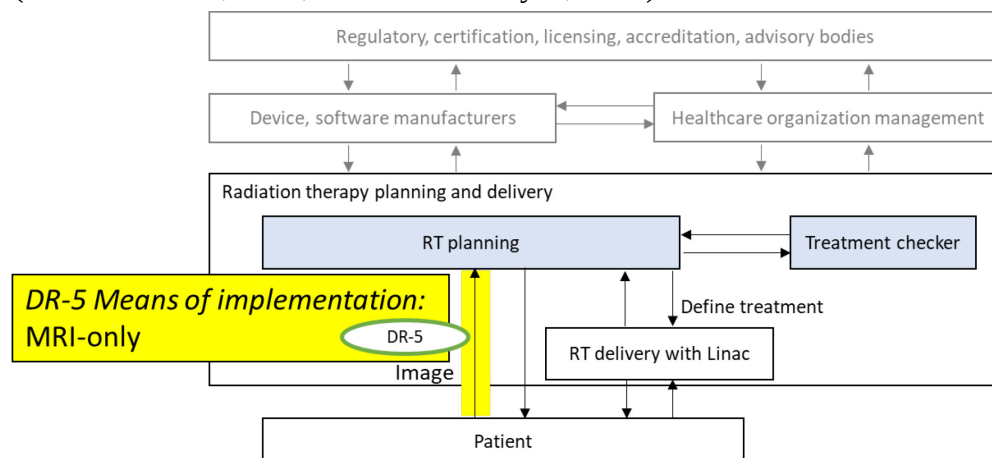 Regulatory, certification, licensing, accreditation, advisory bodies
Device, software manufacturers
Healthcare organization management
Radiation therapy planning and delivery
RT planning
Treatment checker
DR-5 Means of implementation:
MRI-only
DR-5
Define treatment
RT delivery with Linac
Image
Patient